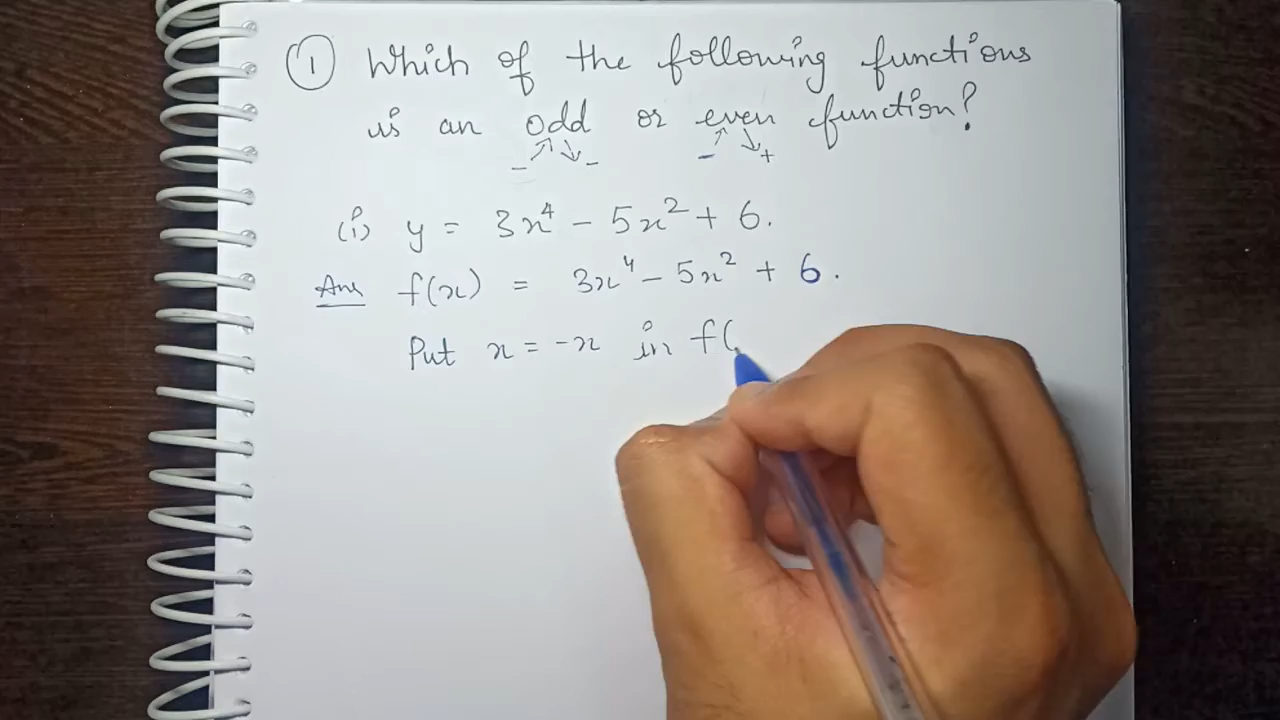 ① Which of the following functions
is an odd or even function?
- ↗ ↘ - - ↗ ↘ +
(i) y = 3x⁴ - 5x² + 6.
Ans f(x) = 3x⁴ - 5x² + 6.
Put x = -x in f(